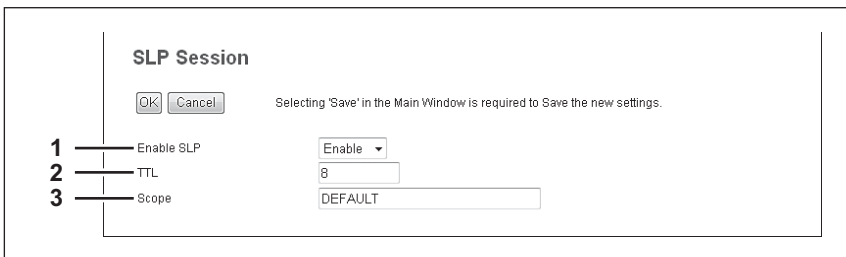 SLP Session
OK Cancel Selecting 'Save' in the Main Window is required to Save the new settings.
1 Enable SLP Enable
2 TTL 8
3 Scope DEFAULT